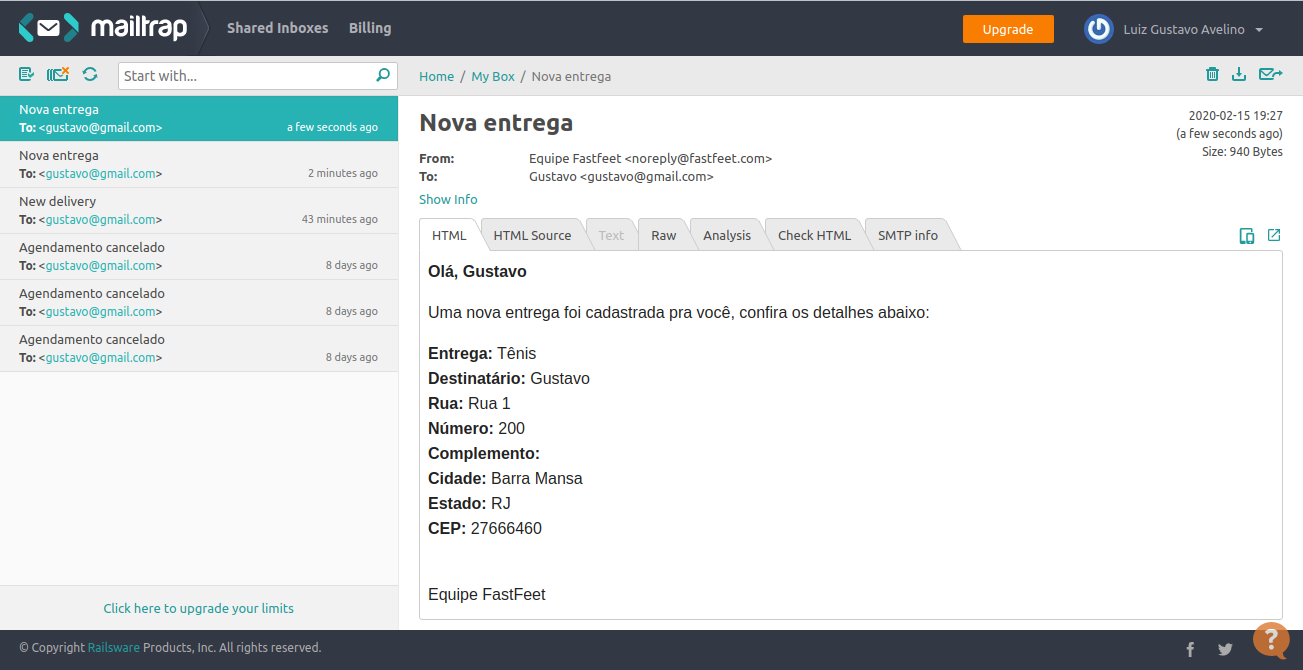 mailtrap
Shared Inboxes
Billing
Upgrade
Luiz Gustavo Avelino
Start with...
Home / My Box / Nova entrega
Nova entrega
To: <gustavo@gmail.com>
a few seconds ago
Nova entrega
To: <gustavo@gmail.com>
2 minutes ago
New delivery
To: <gustavo@gmail.com>
43 minutes ago
Agendamento cancelado
To: <gustavo@gmail.com>
8 days ago
Agendamento cancelado
To: <gustavo@gmail.com>
8 days ago
Agendamento cancelado
To: <gustavo@gmail.com>
8 days ago
Click here to upgrade your limits
Nova entrega
2020-02-15 19:27
(a few seconds ago)
Size: 940 Bytes
From: Equipe Fastfeet <noreply@fastfeet.com>
To: Gustavo <gustavo@gmail.com>
Show Info
HTML
HTML Source
Text
Raw
Analysis
Check HTML
SMTP info
Olá, Gustavo
Uma nova entrega foi cadastrada pra você, confira os detalhes abaixo:
Entrega: Tênis
Destinatário: Gustavo
Rua: Rua 1
Número: 200
Complemento:
Cidade: Barra Mansa
Estado: RJ
CEP: 27666460
Equipe FastFeet
© Copyright Railsware Products, Inc. All rights reserved.
?